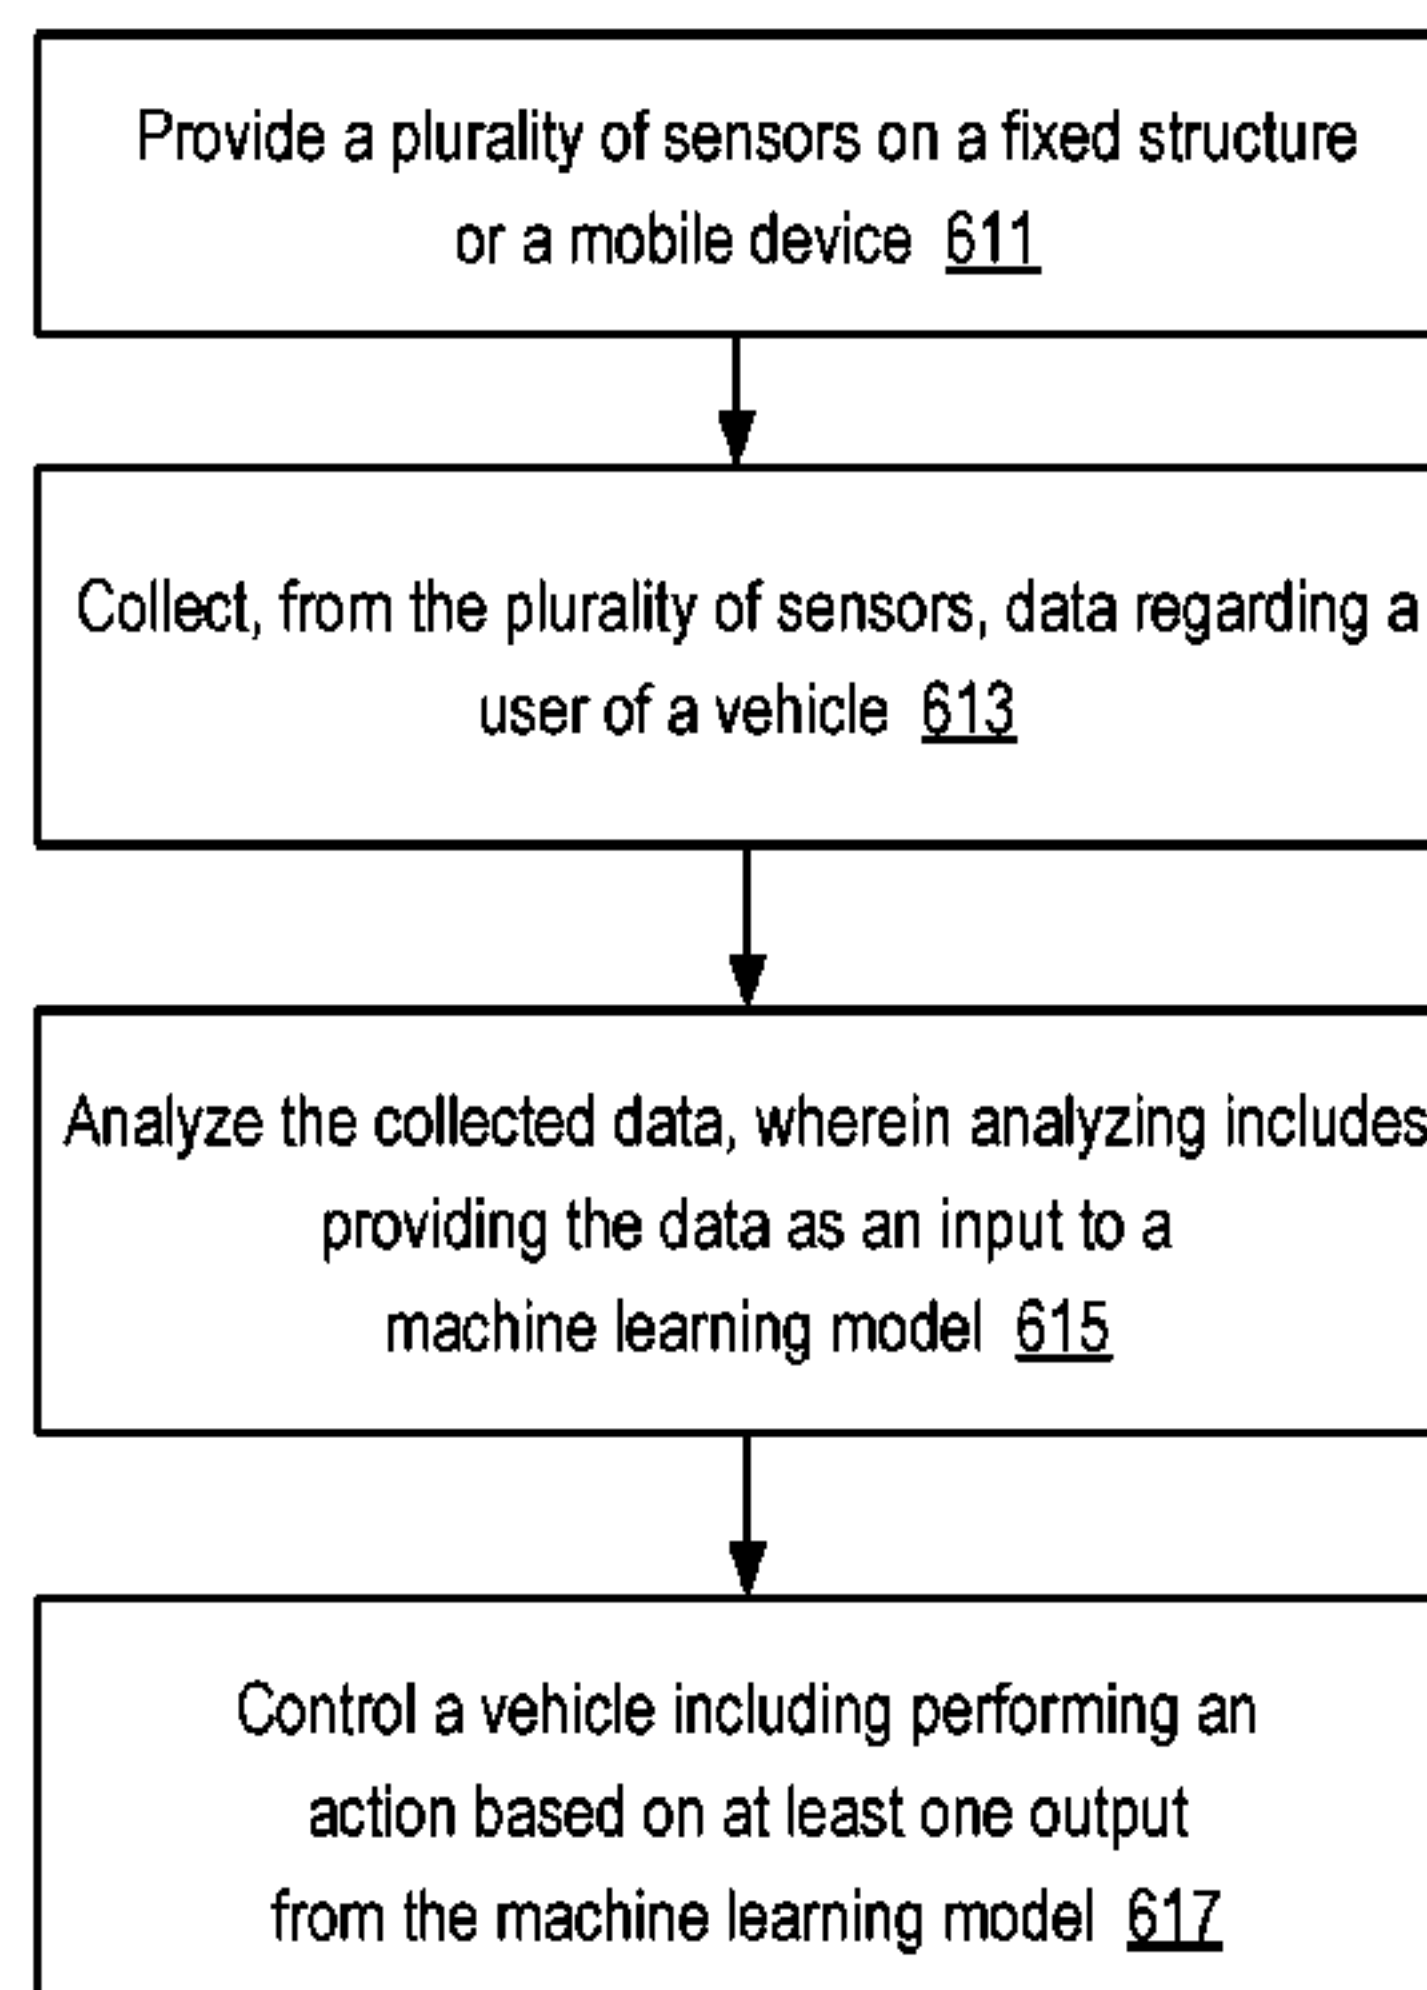 Provide a plurality of sensors on a fixed structure
or a mobile device 611
Collect, from the plurality of sensors, data regarding a
user of a vehicle 613
Analyze the collected data, wherein analyzing includes
providing the data as an input to a
machine learning model 615
Control a vehicle including performing an
action based on at least one output
from the machine learning model 617